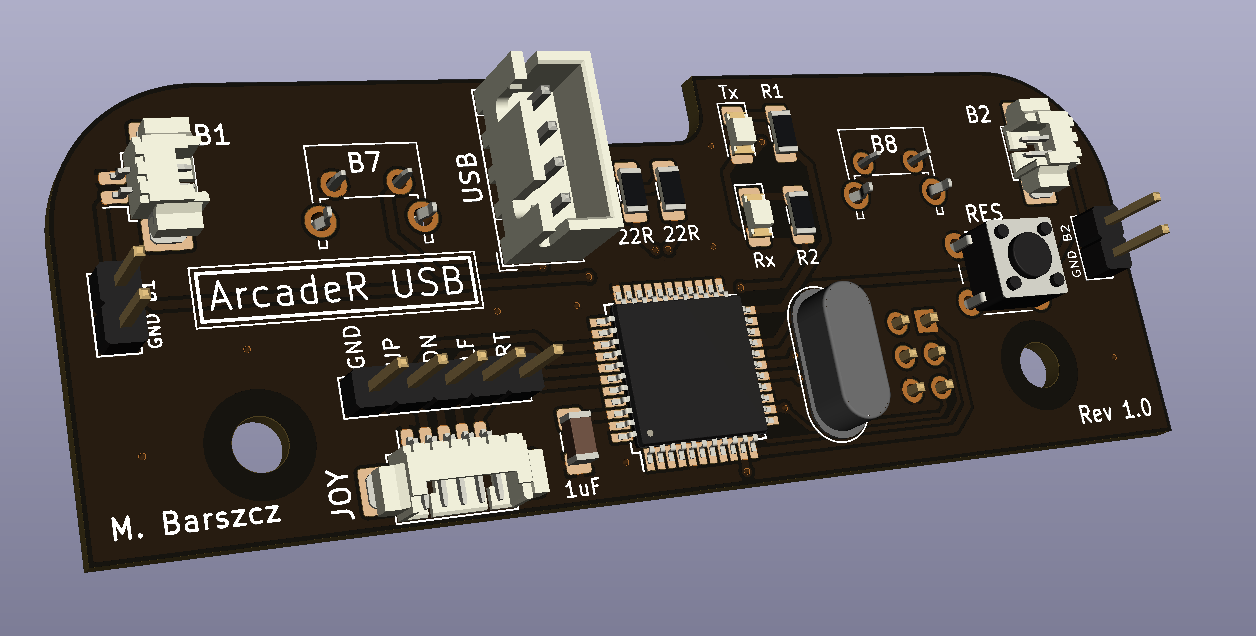 B1
B7
USB
Tx
R1
B8
B2
22R
22R
Rx
R2
RES
ArcadeR USB
GND
GND
RT
B2
GND
JOY
1uF
M. Barszcz
Rev 1.0